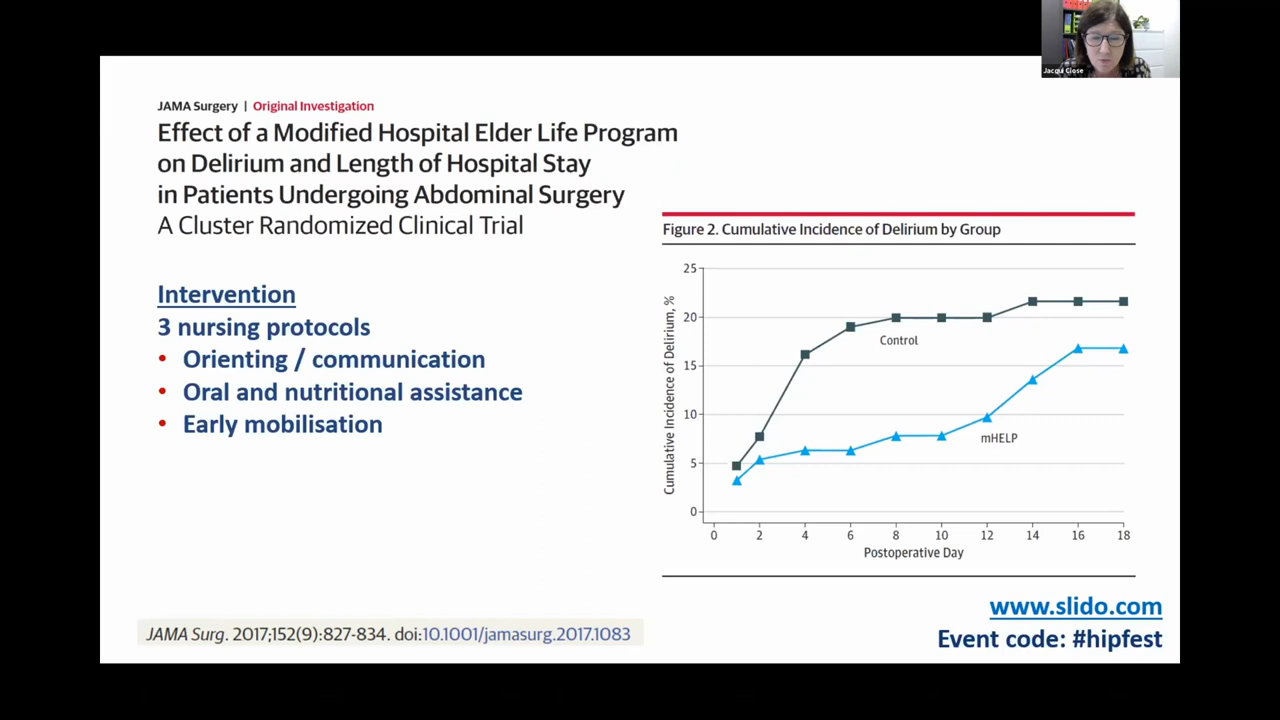 Jacqui Close
JAMA Surgery | Original Investigation
Effect of a Modified Hospital Elder Life Program
on Delirium and Length of Hospital Stay
in Patients Undergoing Abdominal Surgery
A Cluster Randomized Clinical Trial
Intervention
3 nursing protocols
• Orienting / communication
• Oral and nutritional assistance
• Early mobilisation
Figure 2. Cumulative Incidence of Delirium by Group
Cumulative Incidence of Delirium, %
25
20
15
10
5
0
Control
mHELP
0 2 4 6 8 10 12 14 16 18
Postoperative Day
JAMA Surg. 2017;152(9):827-834. doi:10.1001/jamasurg.2017.1083
www.slido.com
Event code: #hipfest